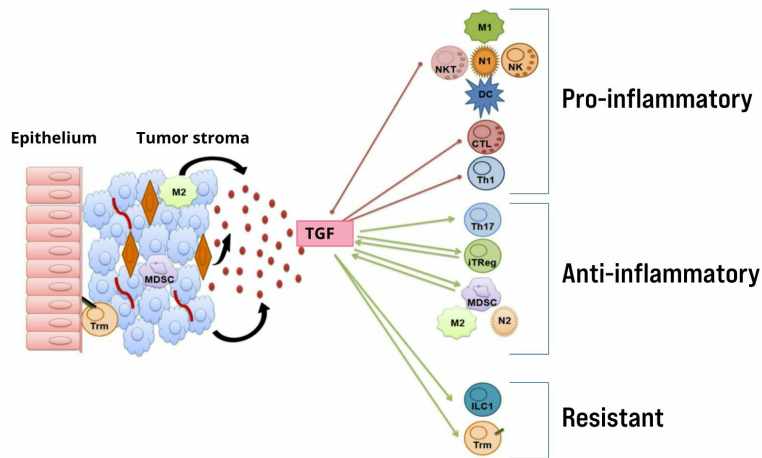 M1
NKT
N1
NK
DC
Pro-inflammatory
CTL
Th1
Epithelium
Tumor stroma
M2
MDSC
Trm
TGF
Th17
iTReg
MDSC
M2
N2
Anti-inflammatory
ILC1
Trm
Resistant